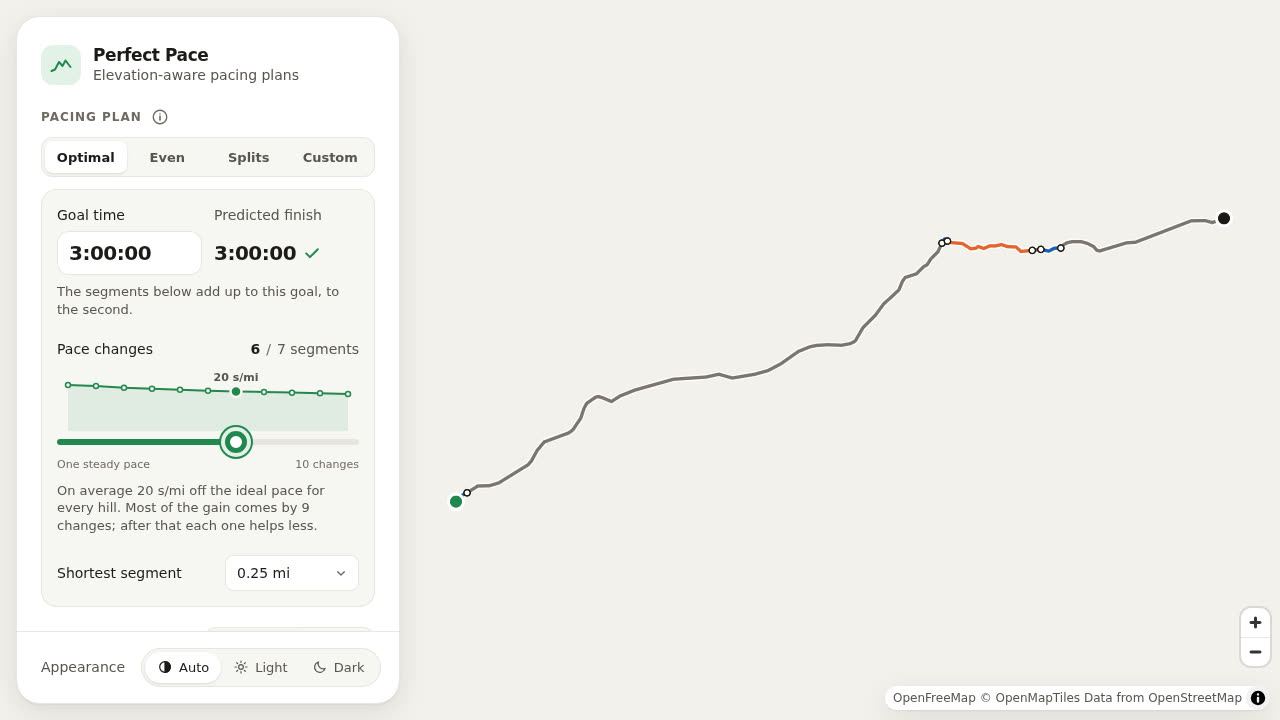 Perfect Pace
Elevation-aware pacing plans
PACING PLAN
Optimal Even Splits Custom
Goal time Predicted finish
3:00:00 3:00:00
The segments below add up to this goal, to
the second.
Pace changes 6 / 7 segments
20 s/mi
One steady pace 10 changes
On average 20 s/mi off the ideal pace for
every hill. Most of the gain comes by 9
changes; after that each one helps less.
Shortest segment 0.25 mi
Appearance Auto Light Dark
OpenFreeMap © OpenMapTiles Data from OpenStreetMap